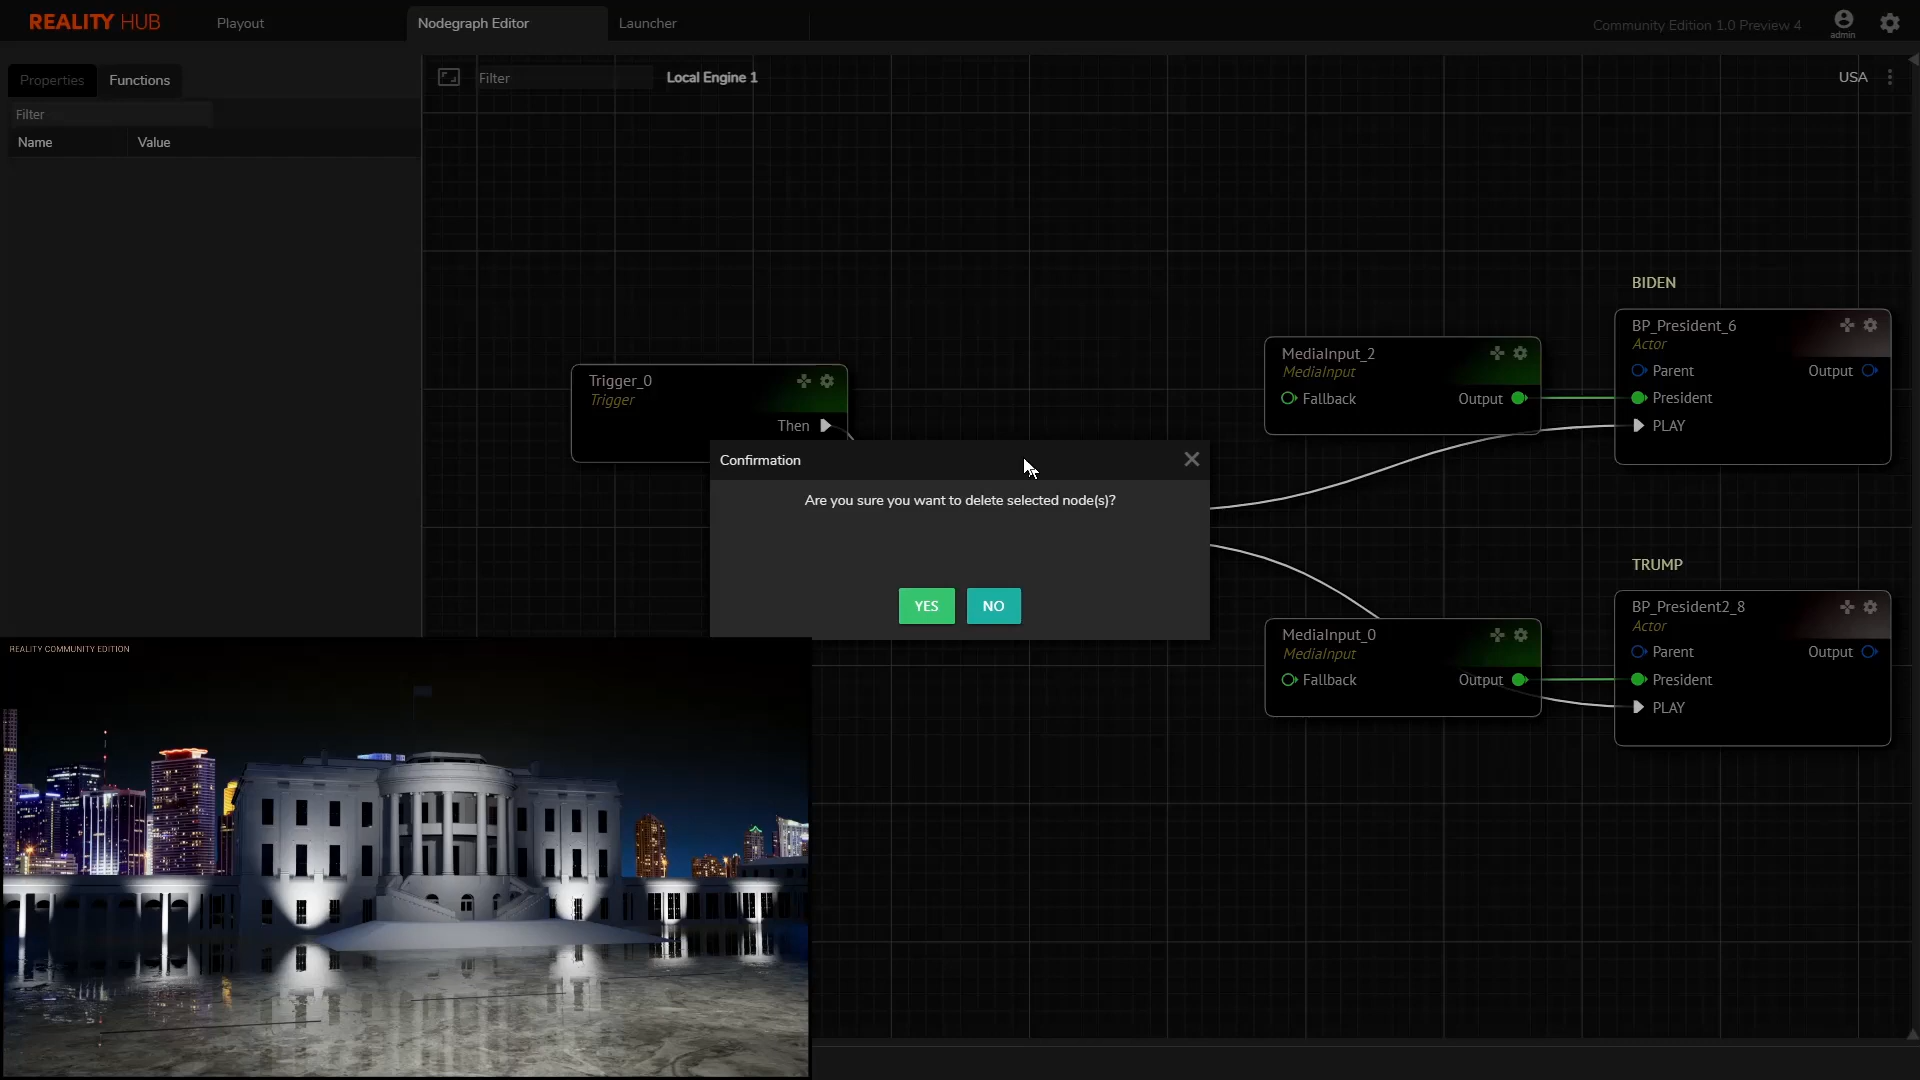 REALITY HUB
Playout
Nodegraph Editor
Launcher
Community Edition 1.0 Preview 4
admin
Properties
Functions
Filter
Name
Value
Filter
Local Engine 1
USA
Trigger_0
Trigger
Then
MediaInput_2
MediaInput
Fallback
Output
BIDEN
BP_President_6
Actor
Parent
Output
President
PLAY
Confirmation
Are you sure you want to delete selected node(s)?
YES
NO
TRUMP
MediaInput_0
MediaInput
Fallback
Output
BP_President2_8
Actor
Parent
Output
President
PLAY
REALITY COMMUNITY EDITION